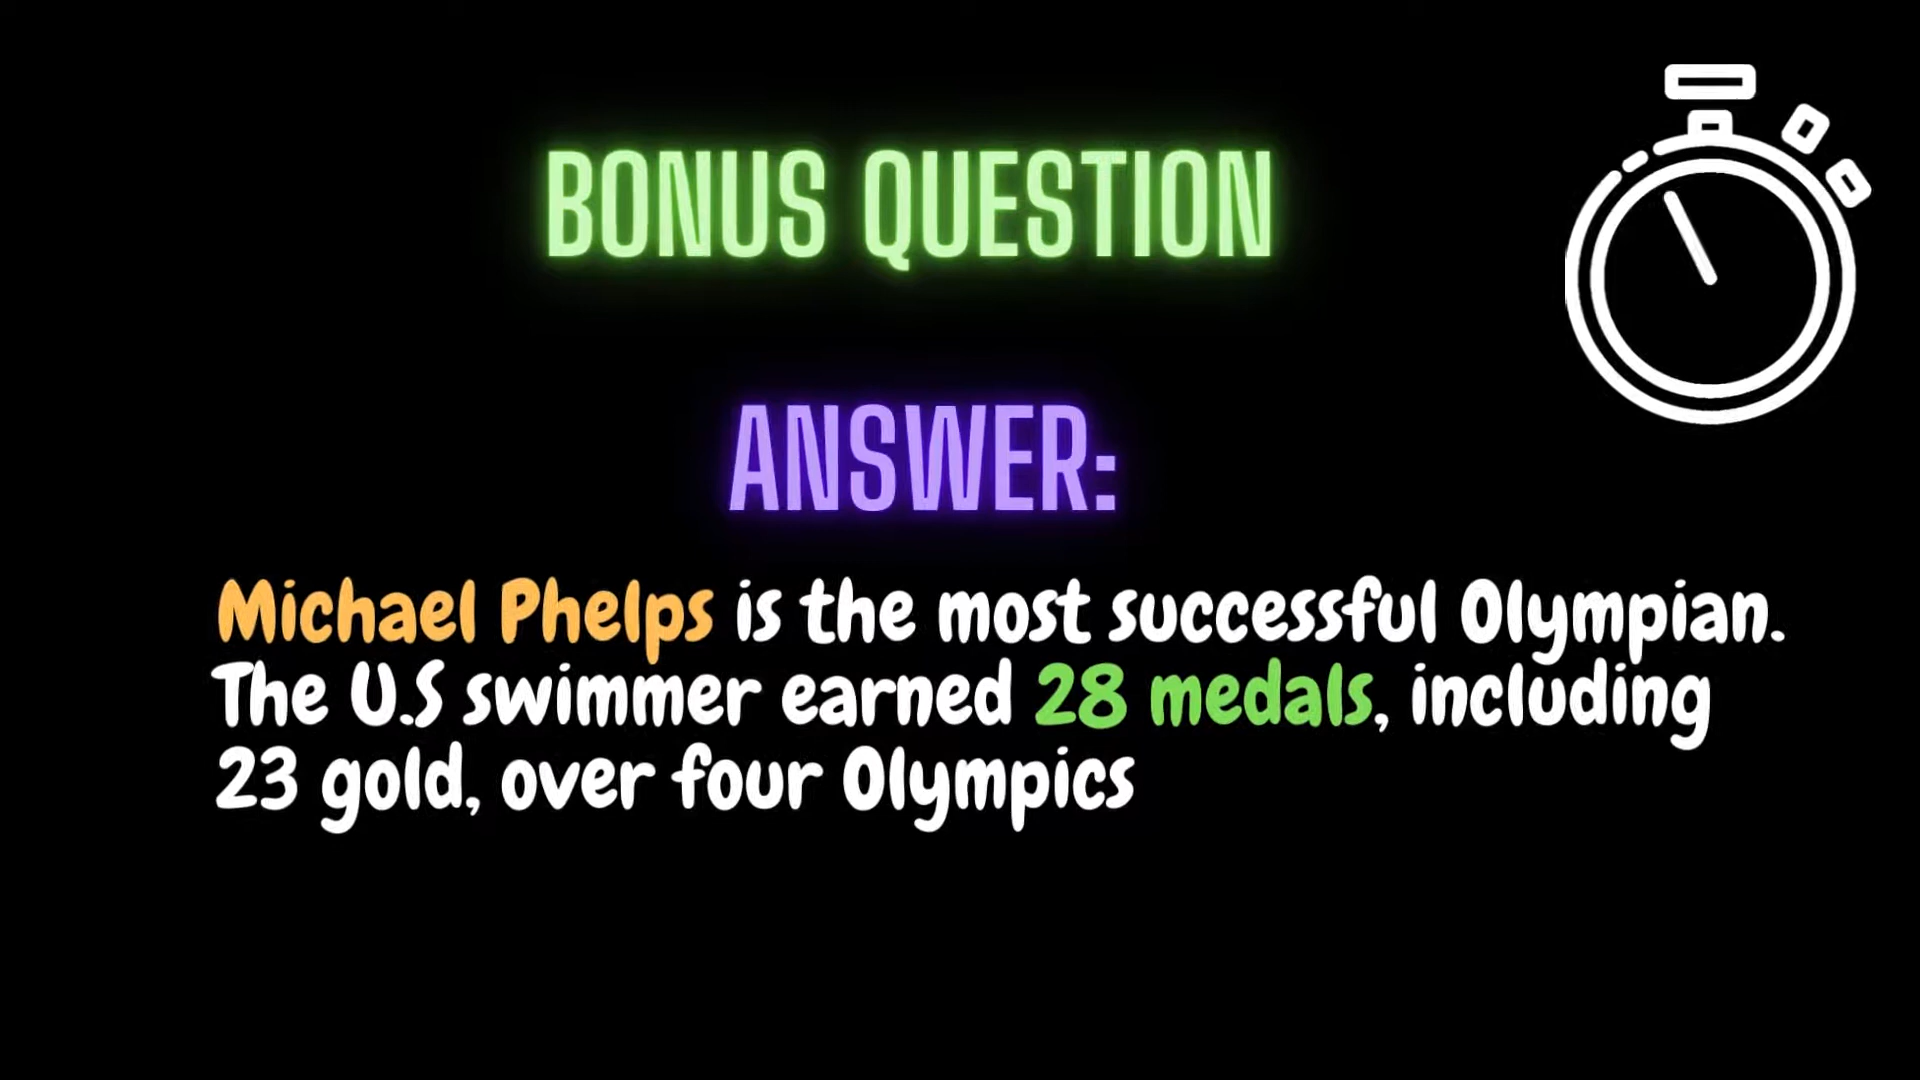 BONUS QUESTION
ANSWER:
Michael Phelps is the most successful Olympian.
The U.S swimmer earned 28 medals, including
23 gold, over four Olympics